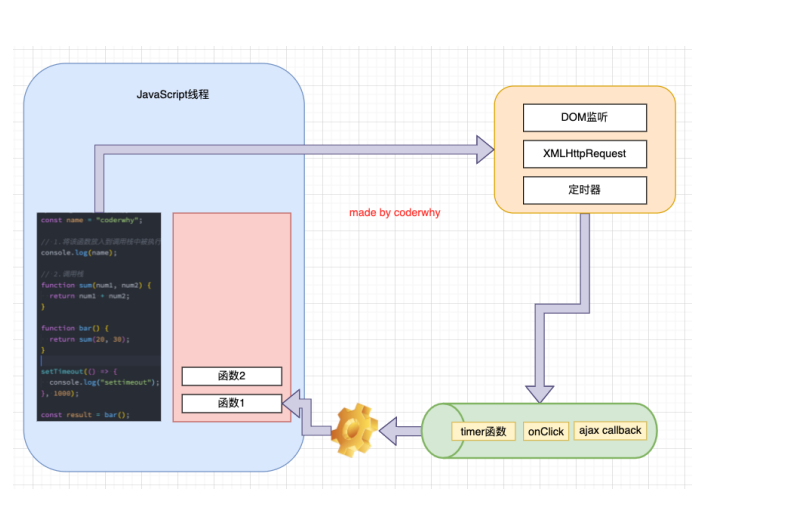 JavaScript线程
DOM监听
XMLHttpRequest
定时器
made by coderwhy
const name = "coderwhy";
// 1.将该函数放入到调用栈中被执行
console.log(name);
// 2.调用栈
function sum(num1, num2) {
return num1 + num2;
}
function bar() {
return sum(20, 30);
}
setTimeout(() => {
console.log("settimeout");
}, 1000);
const result = bar();
函数2
函数1
timer函数
onClick
ajax callback